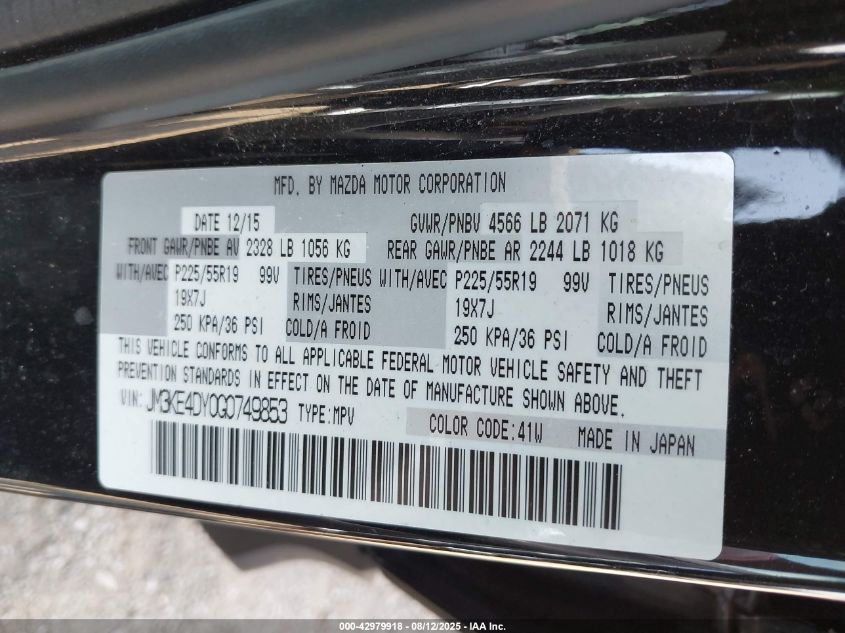 MFD. BY MAZDA MOTOR CORPORATION
DATE 12/15 GVWR/PNBV 4566 LB 2071 KG
FRONT GAWR/PNBE AV 2328 LB 1056 KG REAR GAWR/PNBE AR 2244 LB 1018 KG
WITH/AVEC P225/55R19 99V TIRES/PNEUS WITH/AVEC P225/55R19 99V TIRES/PNEUS
19X7J RIMS/JANTES 19X7J RIMS/JANTES
250 KPA/36 PSI COLD/A FROID 250 KPA/36 PSI COLD/A FROID
THIS VEHICLE CONFORMS TO ALL APPLICABLE FEDERAL MOTOR VEHICLE SAFETY AND THEFT
PREVENTION STANDARDS IN EFFECT ON THE DATE OF MANUFACTURE SHOWN ABOVE.
VIN: JM3KE4DY0G0749853 TYPE:MPV COLOR CODE:41W MADE IN JAPAN
000-42979918 - 08/12/2025 - IAA Inc.